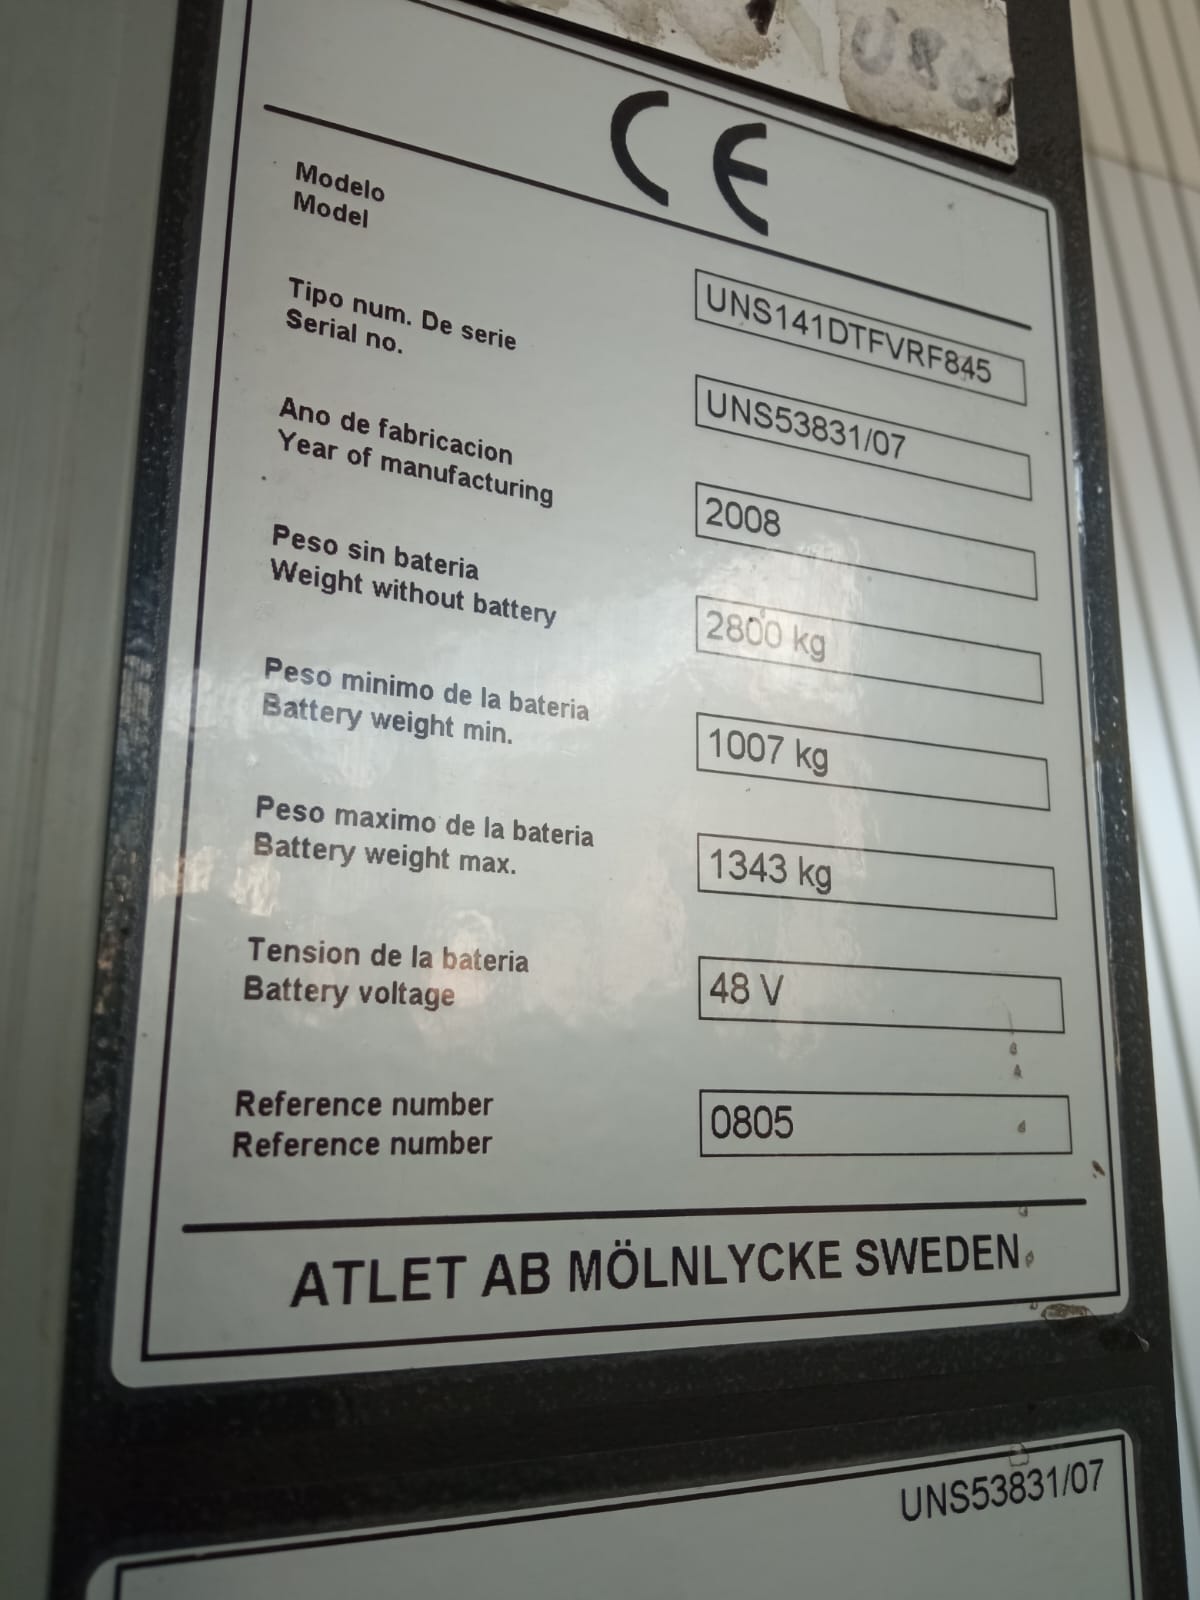 CE
Modelo
Model
UNS141DTFVRF845
Tipo num. De serie
Serial no.
UNS53831/07
Ano de fabricacion
Year of manufacturing
2008
Peso sin bateria
Weight without battery
2800 kg
Peso minimo de la bateria
Battery weight min.
1007 kg
Peso maximo de la bateria
Battery weight max.
1343 kg
Tension de la bateria
Battery voltage
48 V
Reference number
Reference number
0805
ATLET AB MÖLNLYCKE SWEDEN
UNS53831/07